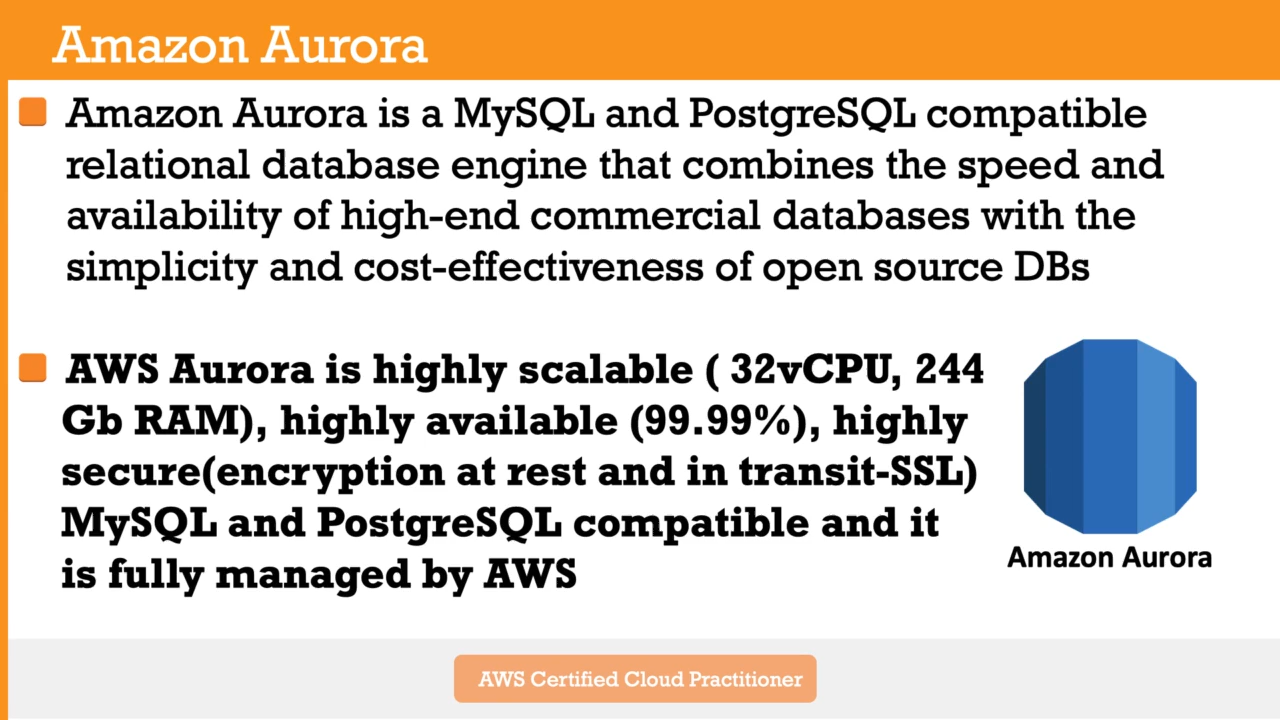 Amazon Aurora
Amazon Aurora is a MySQL and PostgreSQL compatible
relational database engine that combines the speed and
availability of high-end commercial databases with the
simplicity and cost-effectiveness of open source DBs
AWS Aurora is highly scalable ( 32vCPU, 244
Gb RAM), highly available (99.99%), highly
secure(encryption at rest and in transit-SSL)
MySQL and PostgreSQL compatible and it
is fully managed by AWS
Amazon Aurora
AWS Certified Cloud Practitioner